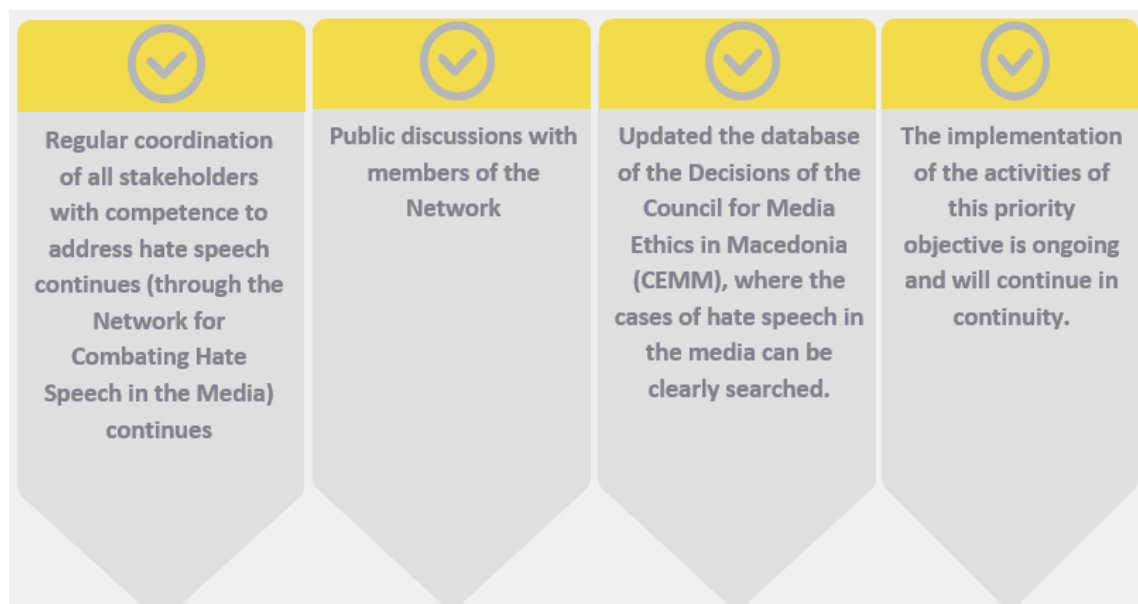 Regular coordination
of all stakeholders
with competence to
address hate speech
continues (through the
Network for
Combating Hate
Speech in the Media)
continues
Public discussions with
members of the
Network
Updated the database
of the Decisions of the
Council for Media
Ethics in Macedonia
(CEMM), where the
cases of hate speech in
the media can be
clearly searched.
The implementation
of the activities of
this priority
objective is ongoing
and will continue in
continuity.